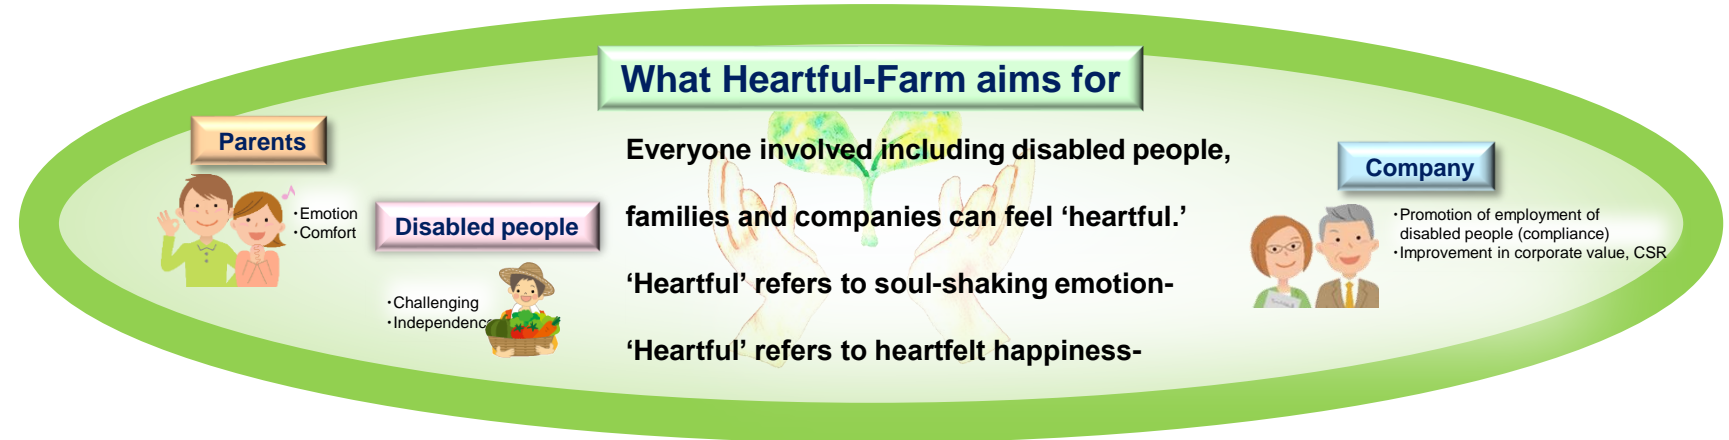 What Heartful-Farm aims for
Parents
・Emotion
・Comfort
Disabled people
・Challenging
・Independenc
Everyone involved including disabled people,
families and companies can feel ‘heartful.’
‘Heartful’ refers to soul-shaking emotion-
‘Heartful’ refers to heartfelt happiness-
Company
・Promotion of employment of
disabled people (compliance)
・Improvement in corporate value, CSR